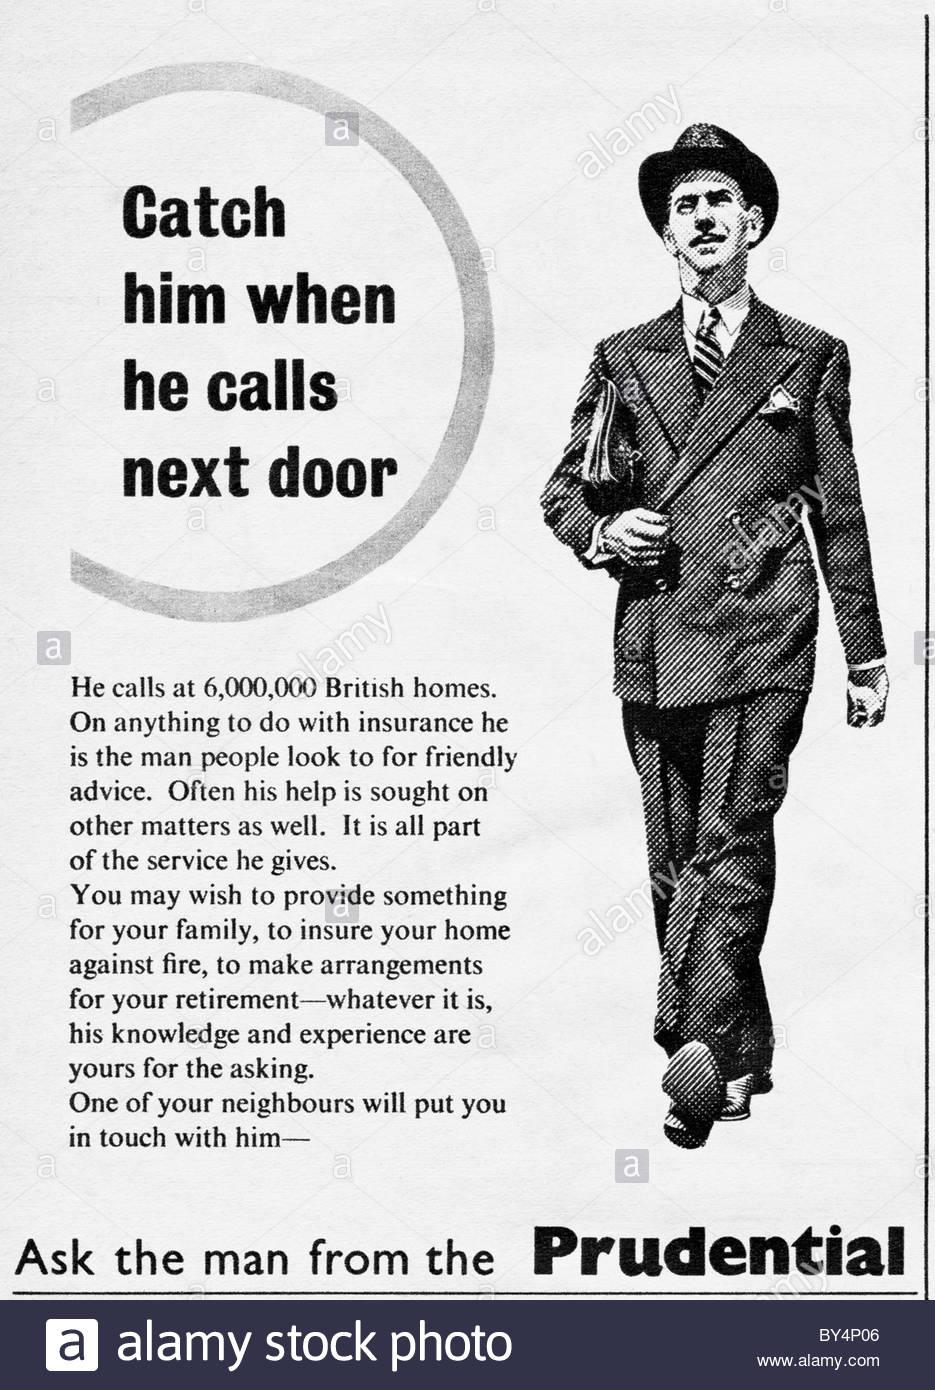 Catch
him when
he calls
next door
He calls at 6,000,000 British homes.
On anything to do with insurance he
is the man people look to for friendly
advice. Often his help is sought on
other matters as well. It is all part
of the service he gives.
You may wish to provide something
for your family, to insure your home
against fire, to make arrangements
for your retirement—whatever it is,
his knowledge and experience are
yours for the asking.
One of your neighbours will put you
in touch with him—
Ask the man from the Prudential
a alamy stock photo
BY4P06
www.alamy.com